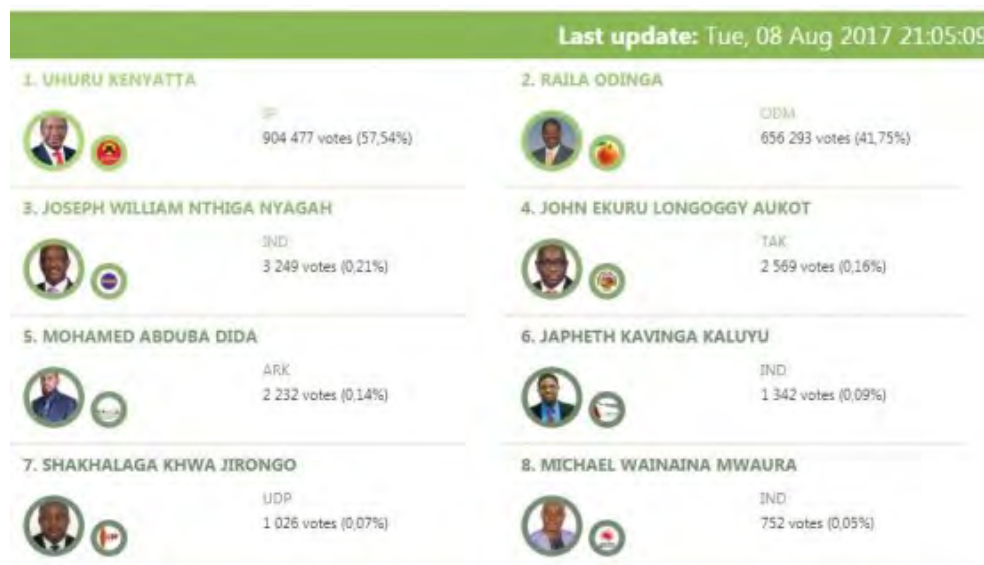 Last update: Tue, 08 Aug 2017 21:05:09
1. UHURU KENYATTA
JP
904 477 votes (57,54%)
2. RAILA ODINGA
ODM
656 293 votes (41,75%)
3. JOSEPH WILLIAM NTHIGA NYAGAH
IND
3 249 votes (0,21%)
4. JOHN EKURU LONGOGGY AUKOT
TAK
2 569 votes (0,16%)
5. MOHAMED ABDUBA DIDA
ARK
2 232 votes (0,14%)
6. JAPHETH KAVINGA KALUYU
IND
1 342 votes (0,09%)
7. SHAKHALAGA KHWA JIRONGO
UDP
1 026 votes (0,07%)
8. MICHAEL WAINAINA MWAURA
IND
752 votes (0,05%)